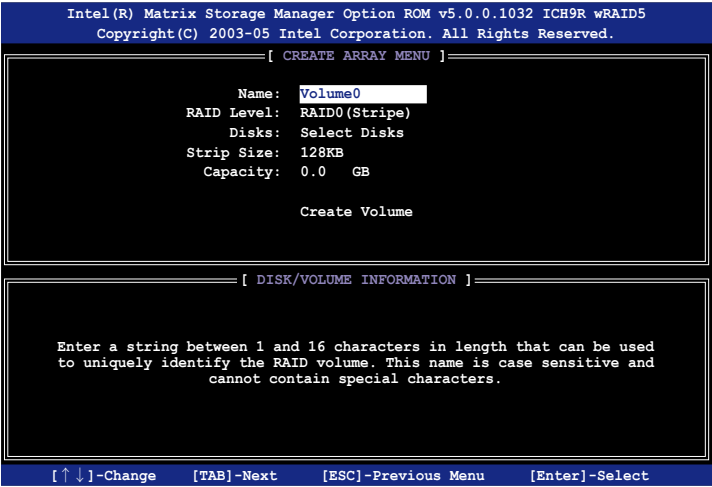 Intel(R) Matrix Storage Manager Option ROM v5.0.0.1032 ICH9R wRAID5
Copyright(C) 2003-05 Intel Corporation. All Rights Reserved.
[ CREATE ARRAY MENU ]
Name: Volume0
RAID Level: RAID0(Stripe)
Disks: Select Disks
Strip Size: 128KB
Capacity: 0.0 GB
Create Volume
[ DISK/VOLUME INFORMATION ]
Enter a string between 1 and 16 characters in length that can be used
to uniquely identify the RAID volume. This name is case sensitive and
cannot contain special characters.
[↑↓]-Change [TAB]-Next [ESC]-Previous Menu [Enter]-Select